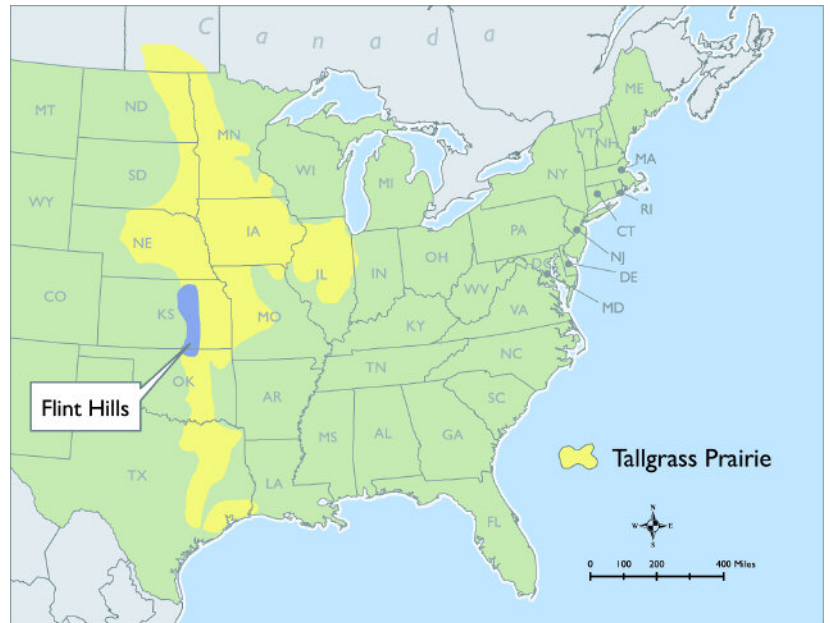 Canada
ME
MT
ND
MN
VT
NH
WI
MA
NY
SD
MI
WY
RI
CT
PA
IA
NE
NJ
OH
IL
IN
DE
DC
WV
MD
CO
VA
KS
MO
KY
NC
TN
OK
AR
Flint Hills
SC
MS
AL
GA
Tallgrass Prairie
TX
LA
FL
N
W
E
S
0 100 200 400 Miles